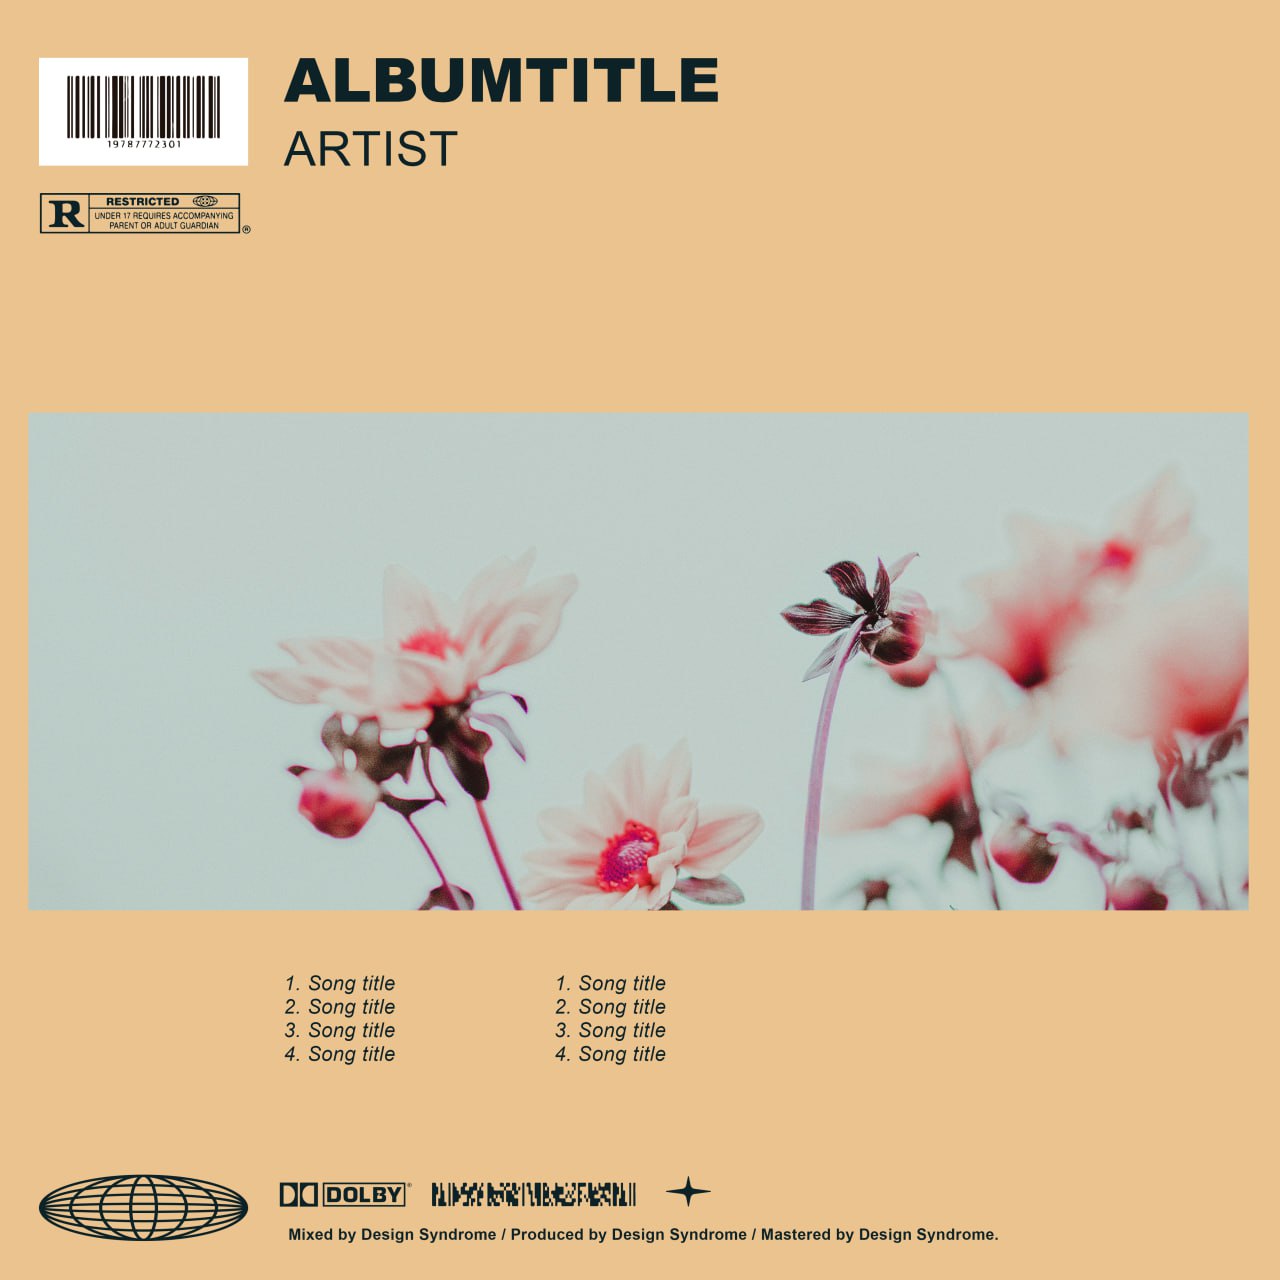 ALBUMTITLE
ARTIST
19787772301
R
RESTRICTED
UNDER 17 REQUIRES ACCOMPANYING
PARENT OR ADULT GUARDIAN
®
1. Song title
2. Song title
3. Song title
4. Song title
1. Song title
2. Song title
3. Song title
4. Song title
DOLBY®
Mixed by Design Syndrome / Produced by Design Syndrome / Mastered by Design Syndrome.